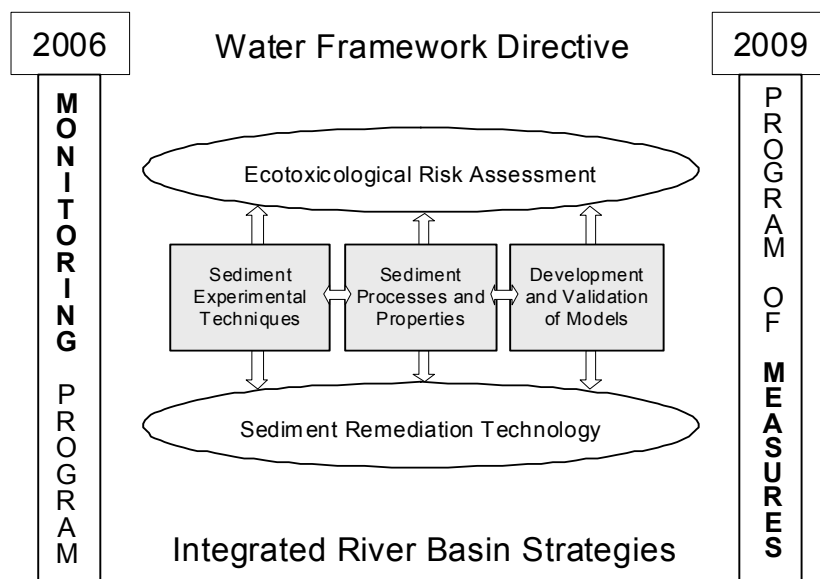 2006
Water Framework Directive
2009
MONITORING PROGRAM
PROGRAM OF MEASURES
Ecotoxicological Risk Assessment
Sediment
Experimental
Techniques
Sediment
Processes and
Properties
Development
and Validation
of Models
Sediment Remediation Technology
Integrated River Basin Strategies